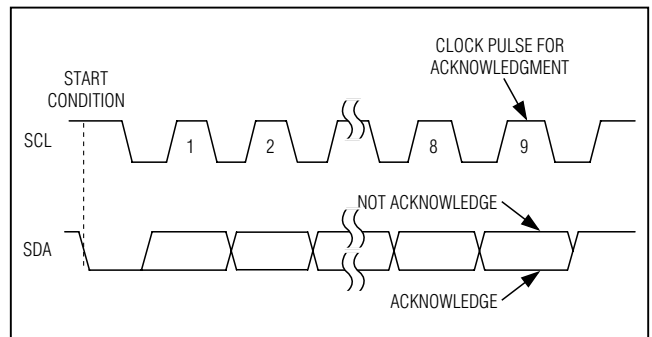 CLOCK PULSE FOR
ACKNOWLEDGMENT
START
CONDITION
SCL
1
2
8
9
NOT ACKNOWLEDGE
SDA
ACKNOWLEDGE